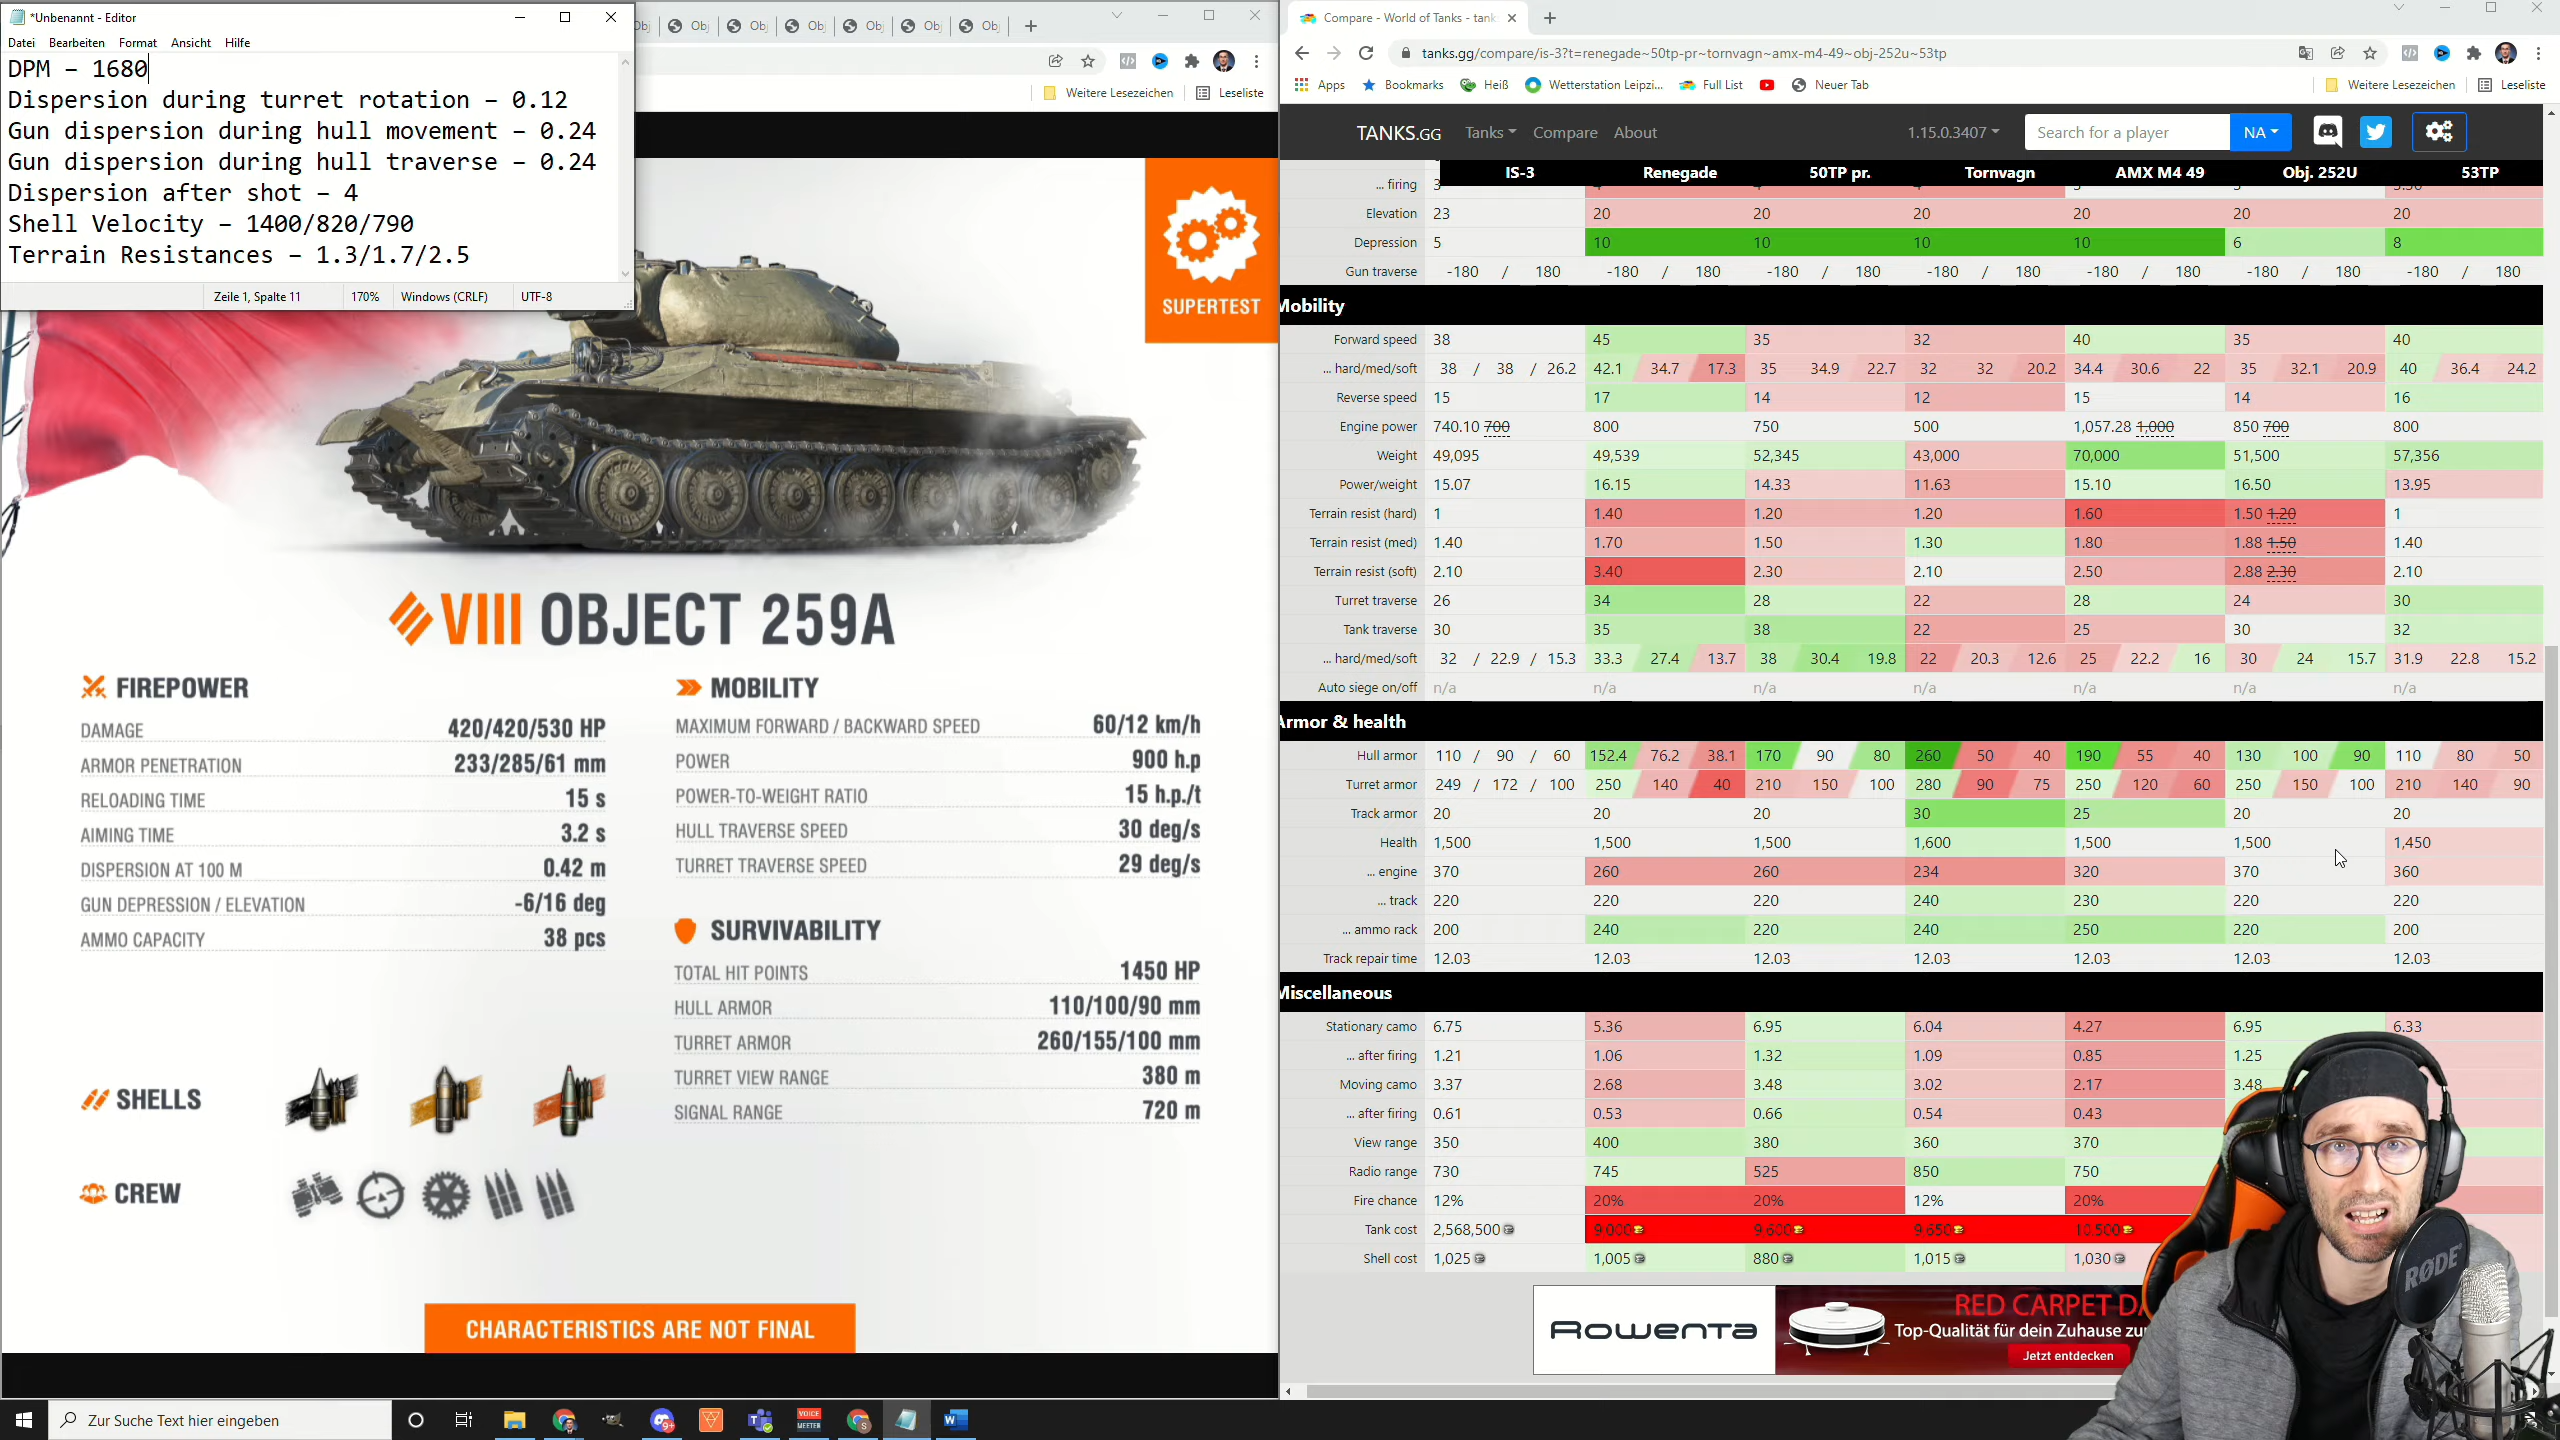 *Unbenannt - Editor
Datei Bearbeiten Format Ansicht Hilfe
DPM – 1680
Dispersion during turret rotation – 0.12
Gun dispersion during hull movement – 0.24
Gun dispersion during hull traverse – 0.24
Dispersion after shot – 4
Shell Velocity – 1400/820/790
Terrain Resistances – 1.3/1.7/2.5
Zeile 1, Spalte 11 170% Windows (CRLF) UTF-8
Obj Obj Obj Obj Obj Obj
Weitere Lesezeichen Leseliste
SUPERTEST
VIII OBJECT 259A
FIREPOWER
DAMAGE 420/420/530 HP
ARMOR PENETRATION 233/285/61 mm
RELOADING TIME 15 s
AIMING TIME 3.2 s
DISPERSION AT 100 M 0.42 m
GUN DEPRESSION / ELEVATION -6/16 deg
AMMO CAPACITY 38 pcs
SHELLS
CREW
MOBILITY
MAXIMUM FORWARD / BACKWARD SPEED 60/12 km/h
POWER 900 h.p
POWER-TO-WEIGHT RATIO 15 h.p./t
HULL TRAVERSE SPEED 30 deg/s
TURRET TRAVERSE SPEED 29 deg/s
SURVIVABILITY
TOTAL HIT POINTS 1450 HP
HULL ARMOR 110/100/90 mm
TURRET ARMOR 260/155/100 mm
TURRET VIEW RANGE 380 m
SIGNAL RANGE 720 m
CHARACTERISTICS ARE NOT FINAL
Compare - World of Tanks - tank
tanks.gg/compare/is-3?t=renegade~50tp-pr~tornvagn~amx-m4-49~obj-252u~53tp
Apps Bookmarks Heiß Wetterstation Leipzi... Full List Neuer Tab Weitere Lesezeichen Leseliste
TANKS.GG Tanks Compare About 1.15.0.3407 Search for a player NA
IS-3 Renegade 50TP pr. Tornvagn AMX M4 49 Obj. 252U 53TP
... firing
Elevation 23 20 20 20 20 20 20
Depression 5 10 10 10 10 6 8
Gun traverse -180 / 180 -180 / 180 -180 / 180 -180 / 180 -180 / 180 -180 / 180 -180 / 180
Mobility
Forward speed 38 45 35 32 40 35 40
... hard/med/soft 38 / 38 / 26.2 42.1 34.7 17.3 35 34.9 22.7 32 32 20.2 34.4 30.6 22 35 32.1 20.9 40 36.4 24.2
Reverse speed 15 17 14 12 15 14 16
Engine power 740.10 700 800 750 500 1,057.28 1,000 850 700 800
Weight 49,095 49,539 52,345 43,000 70,000 51,500 57,356
Power/weight 15.07 16.15 14.33 11.63 15.10 16.50 13.95
Terrain resist (hard) 1 1.40 1.20 1.20 1.60 1.50 1.20 1
Terrain resist (med) 1.40 1.70 1.50 1.30 1.80 1.88 1.50 1.40
Terrain resist (soft) 2.10 3.40 2.30 2.10 2.50 2.88 2.30 2.10
Turret traverse 26 34 28 22 28 24 30
Tank traverse 30 35 38 22 25 30 32
... hard/med/soft 32 / 22.9 / 15.3 33.3 27.4 13.7 38 30.4 19.8 22 20.3 12.6 25 22.2 16 30 24 15.7 31.9 22.8 15.2
Auto siege on/off n/a n/a n/a n/a n/a n/a n/a
Armor & health
Hull armor 110 / 90 / 60 152.4 76.2 38.1 170 90 80 260 50 40 190 55 40 130 100 90 110 80 50
Turret armor 249 / 172 / 100 250 140 40 210 150 100 280 90 75 250 120 60 250 150 100 210 140 90
Track armor 20 20 20 30 25 20 20
Health 1,500 1,500 1,500 1,600 1,500 1,500 1,450
... engine 370 260 260 234 320 370 360
... track 220 220 220 240 230 220 220
... ammo rack 200 240 220 240 250 220 200
Track repair time 12.03 12.03 12.03 12.03 12.03 12.03 12.03
Miscellaneous
Stationary camo 6.75 5.36 6.95 6.04 4.27 6.95 6.33
... after firing 1.21 1.06 1.32 1.09 0.85 1.25
Moving camo 3.37 2.68 3.48 3.02 2.17 3.48
... after firing 0.61 0.53 0.66 0.54 0.43
View range 350 400 380 360 370
Radio range 730 745 525 850 750
Fire chance 12% 20% 20% 12% 20%
Tank cost 2,568,500 9,000 9,600 9,650 10,500
Shell cost 1,025 1,005 880 1,015 1,030
Rowenta RED CARPET DA
Top-Qualität für dein Zuhause zu
Jetzt entdecken
RØDE
Zur Suche Text hier eingeben
9+
VOICE MEETER